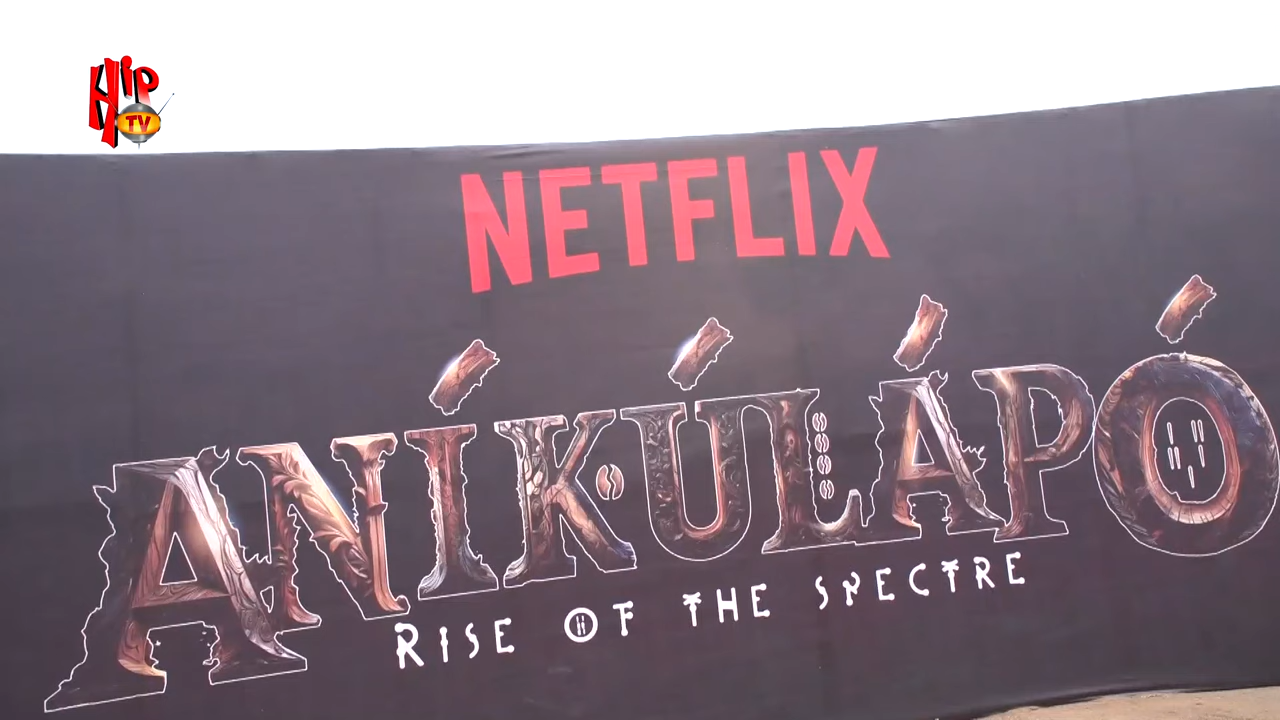 Hip TV
NETFLIX
ANÍKÚLÁPÓ
RISE OF THE SPECTRE